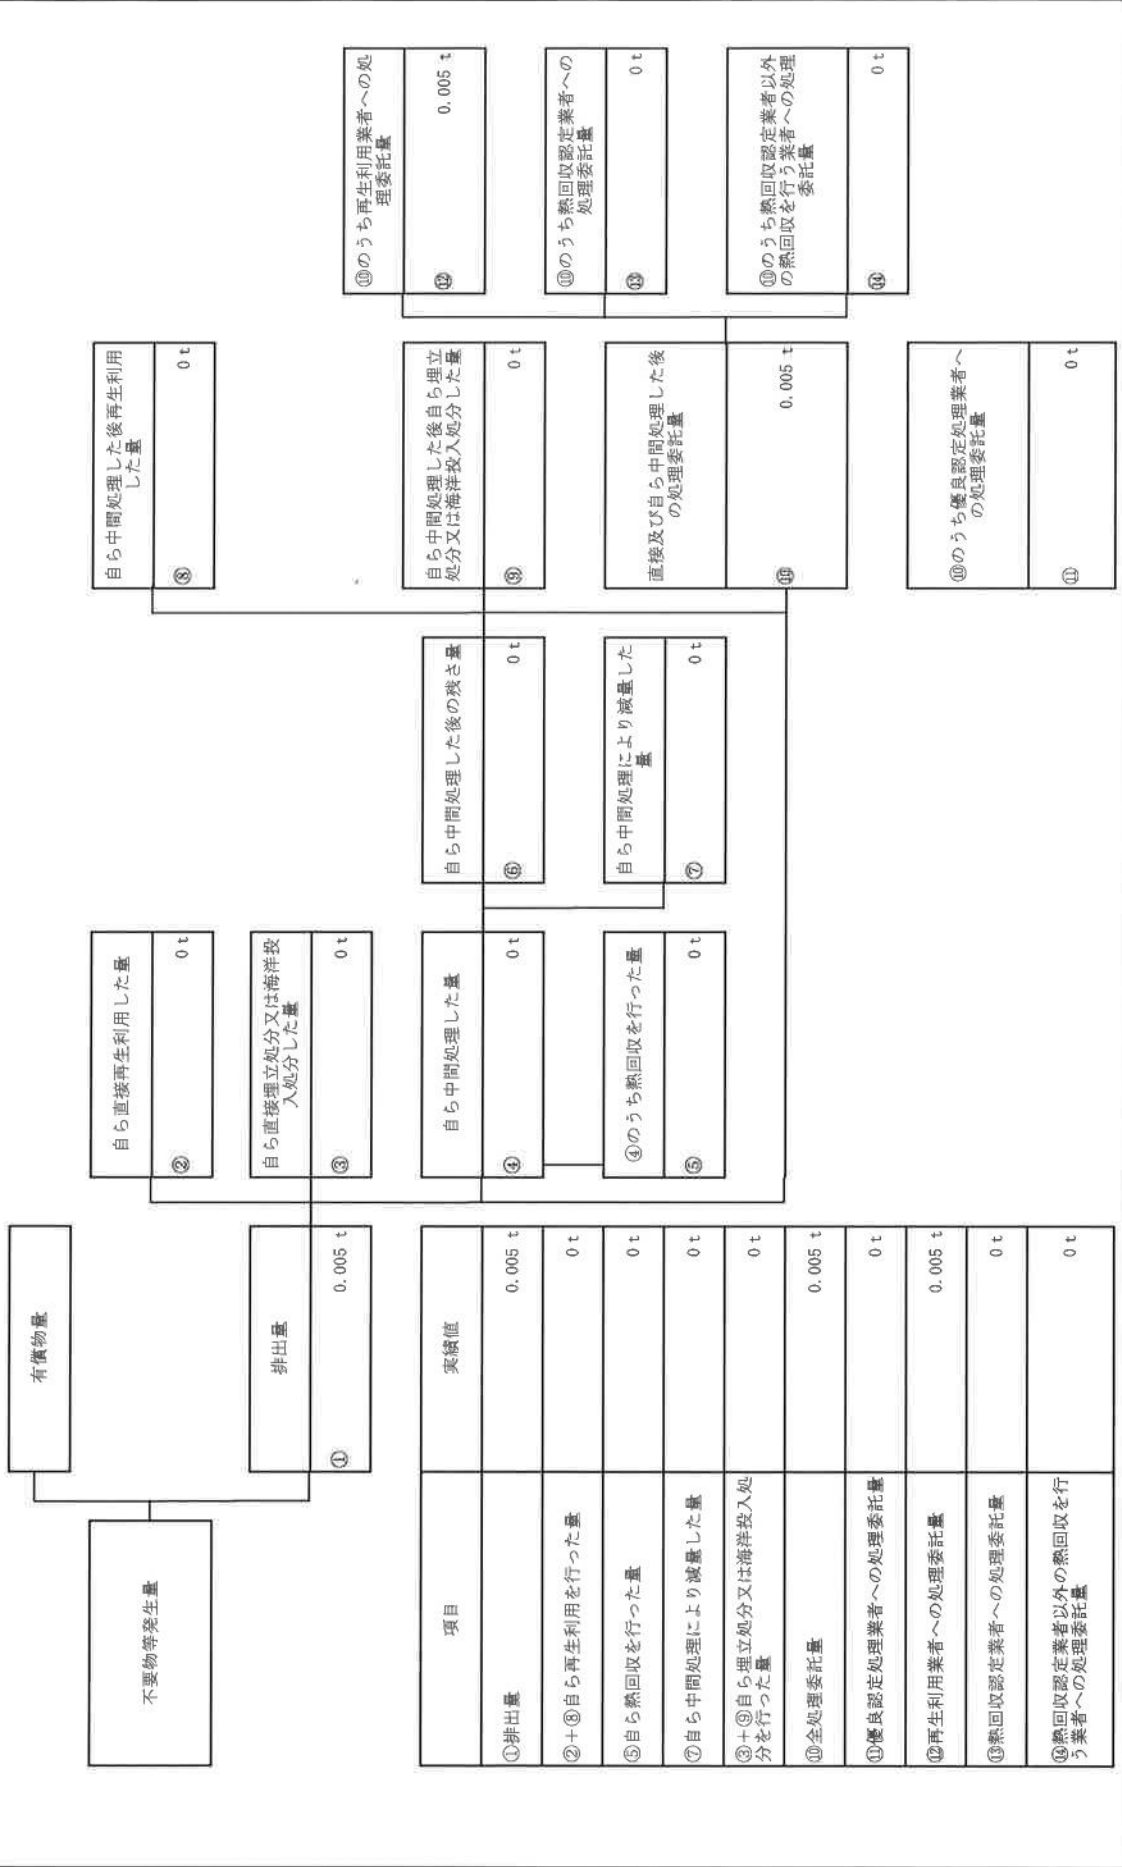 有償物量
不要物等発生量
排出量
① 0.005 t
自ら直接再生利用した量
② 0 t
自ら直接埋立処分又は海洋投
入処分した量
③ 0 t
自ら中間処理した量
④ 0 t
④のうち熱回収を行った量
⑤ 0 t
自ら中間処理した後の残さ量
⑥ 0 t
自ら中間処理により減量した
量
⑦ 0 t
自ら中間処理した後再生利用
した量
⑧ 0 t
自ら中間処理した後自ら埋立
処分又は海洋投入処分した量
⑨ 0 t
直接及び自ら中間処理した後
の処理委託量
⑩ 0.005 t
⑩のうち優良認定処理業者へ
の処理委託量
⑪ 0 t
⑩のうち再生利用業者への処
理委託量
⑫ 0.005 t
⑩のうち熱回収認定業者への
処理委託量
⑬ 0 t
⑩のうち熱回収認定業者以外
の熱回収を行う業者への処理
委託量
⑭ 0 t
項目 実績値
①排出量 0.005 t
②+⑧自ら再生利用を行った量 0 t
⑤自ら熱回収を行った量 0 t
⑦自ら中間処理により減量した量 0 t
③+⑨自ら埋立処分又は海洋投入処
分を行った量 0 t
⑩全処理委託量 0.005 t
⑪優良認定処理業者への処理委託量 0 t
⑫再生利用業者への処理委託量 0.005 t
⑬熱回収認定業者への処理委託量 0 t
⑭熱回収認定業者以外の熱回収を行
う業者への処理委託量 0 t